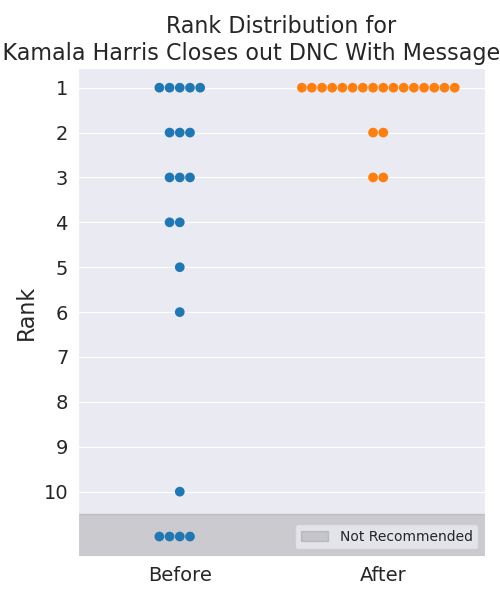 Rank Distribution for
Kamala Harris Closes out DNC With Message
1
2
3
4
5
6
7
8
9
10
Rank
Not Recommended
Before After